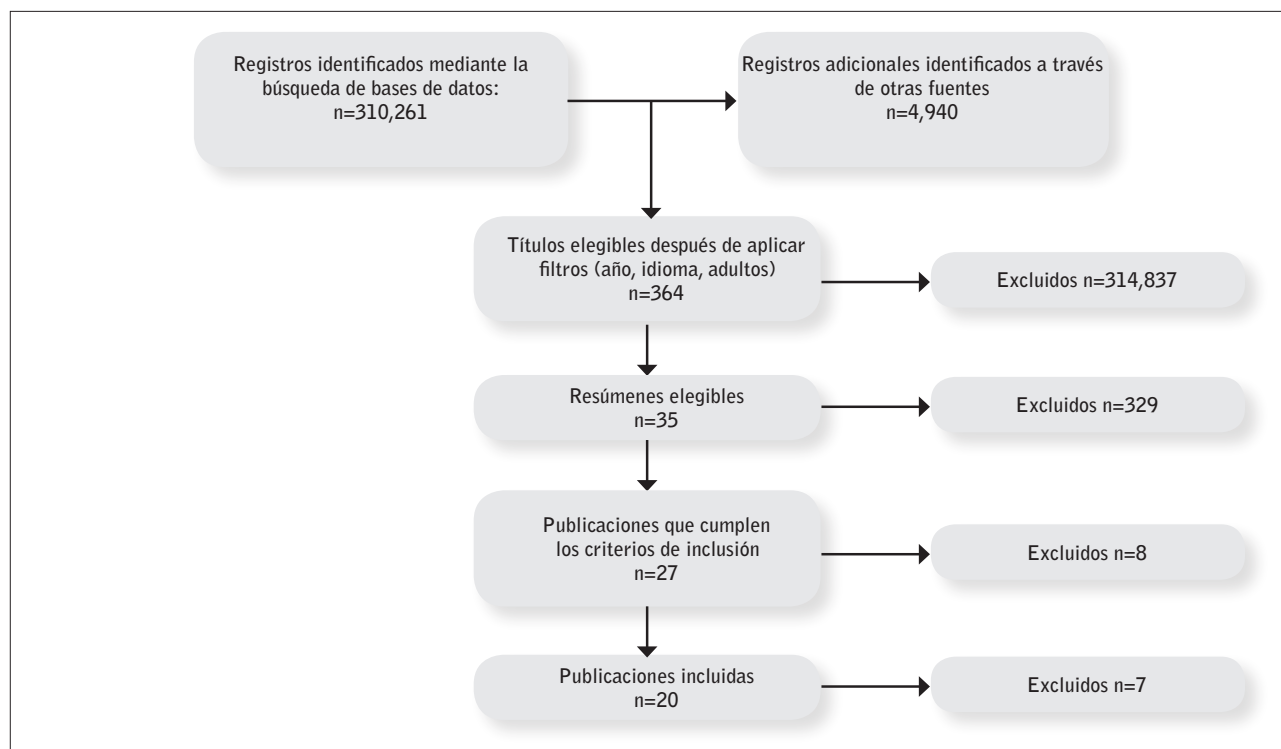 Registros identificados mediante la
búsqueda de bases de datos:
n=310,261
Registros adicionales identificados a través
de otras fuentes
n=4,940
Títulos elegibles después de aplicar
filtros (año, idioma, adultos)
n=364
Excluidos n=314,837
Resúmenes elegibles
n=35
Excluidos n=329
Publicaciones que cumplen
los criterios de inclusión
n=27
Excluidos n=8
Publicaciones incluidas
n=20
Excluidos n=7